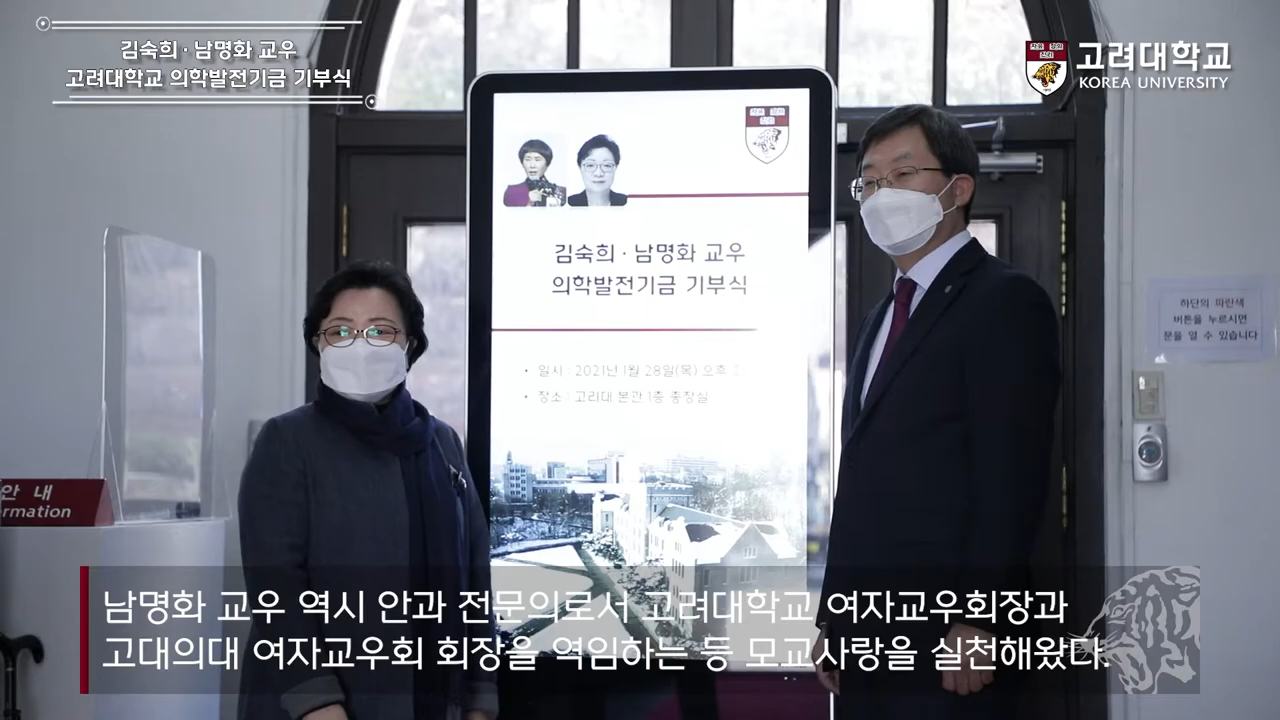 김숙희 · 남명화 교우
고려대학교 의학발전기금 기부식
고려대학교
KOREA UNIVERSITY
김숙희 · 남명화 교우
의학발전기금 기부식
• 일시 : 2021년 1월 28일(목) 오후
• 장소 : 고려대 본관 1층 총장실
하단의 파란색
버튼을 누르시면
문을 열 수 있습니다
안 내
rmation
남명화 교우 역시 안과 전문의로서 고려대학교 여자교우회장과
고대의대 여자교우회 회장을 역임하는 등 모교사랑을 실천해왔다.